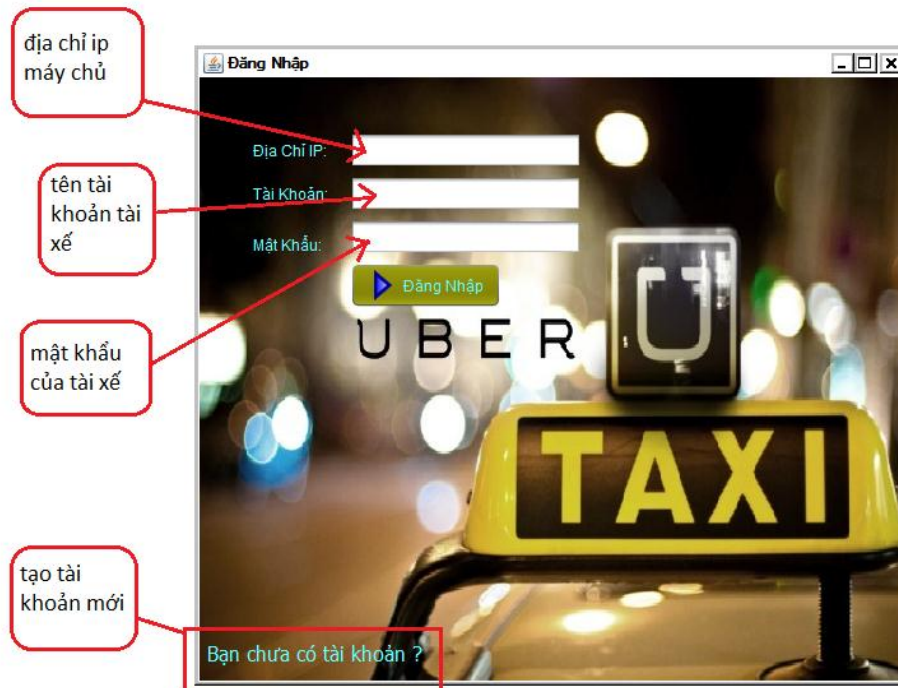 địa chỉ ip
máy chủ
Đăng Nhập
Địa Chỉ IP:
tên tài
khoản tài
xế
Tài Khoản:
Mật Khẩu:
Đăng Nhập
UBER
U
mật khẩu
của tài xế
TAXI
tạo tài
khoản mới
Bạn chưa có tài khoản ?